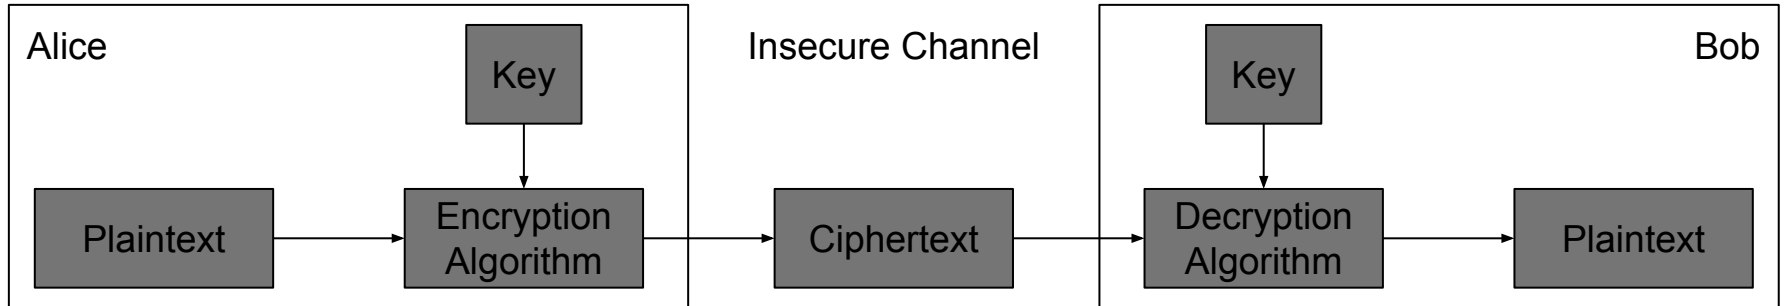 Alice
Key
Insecure Channel
Key
Bob
Plaintext
Encryption
Algorithm
Ciphertext
Decryption
Algorithm
Plaintext